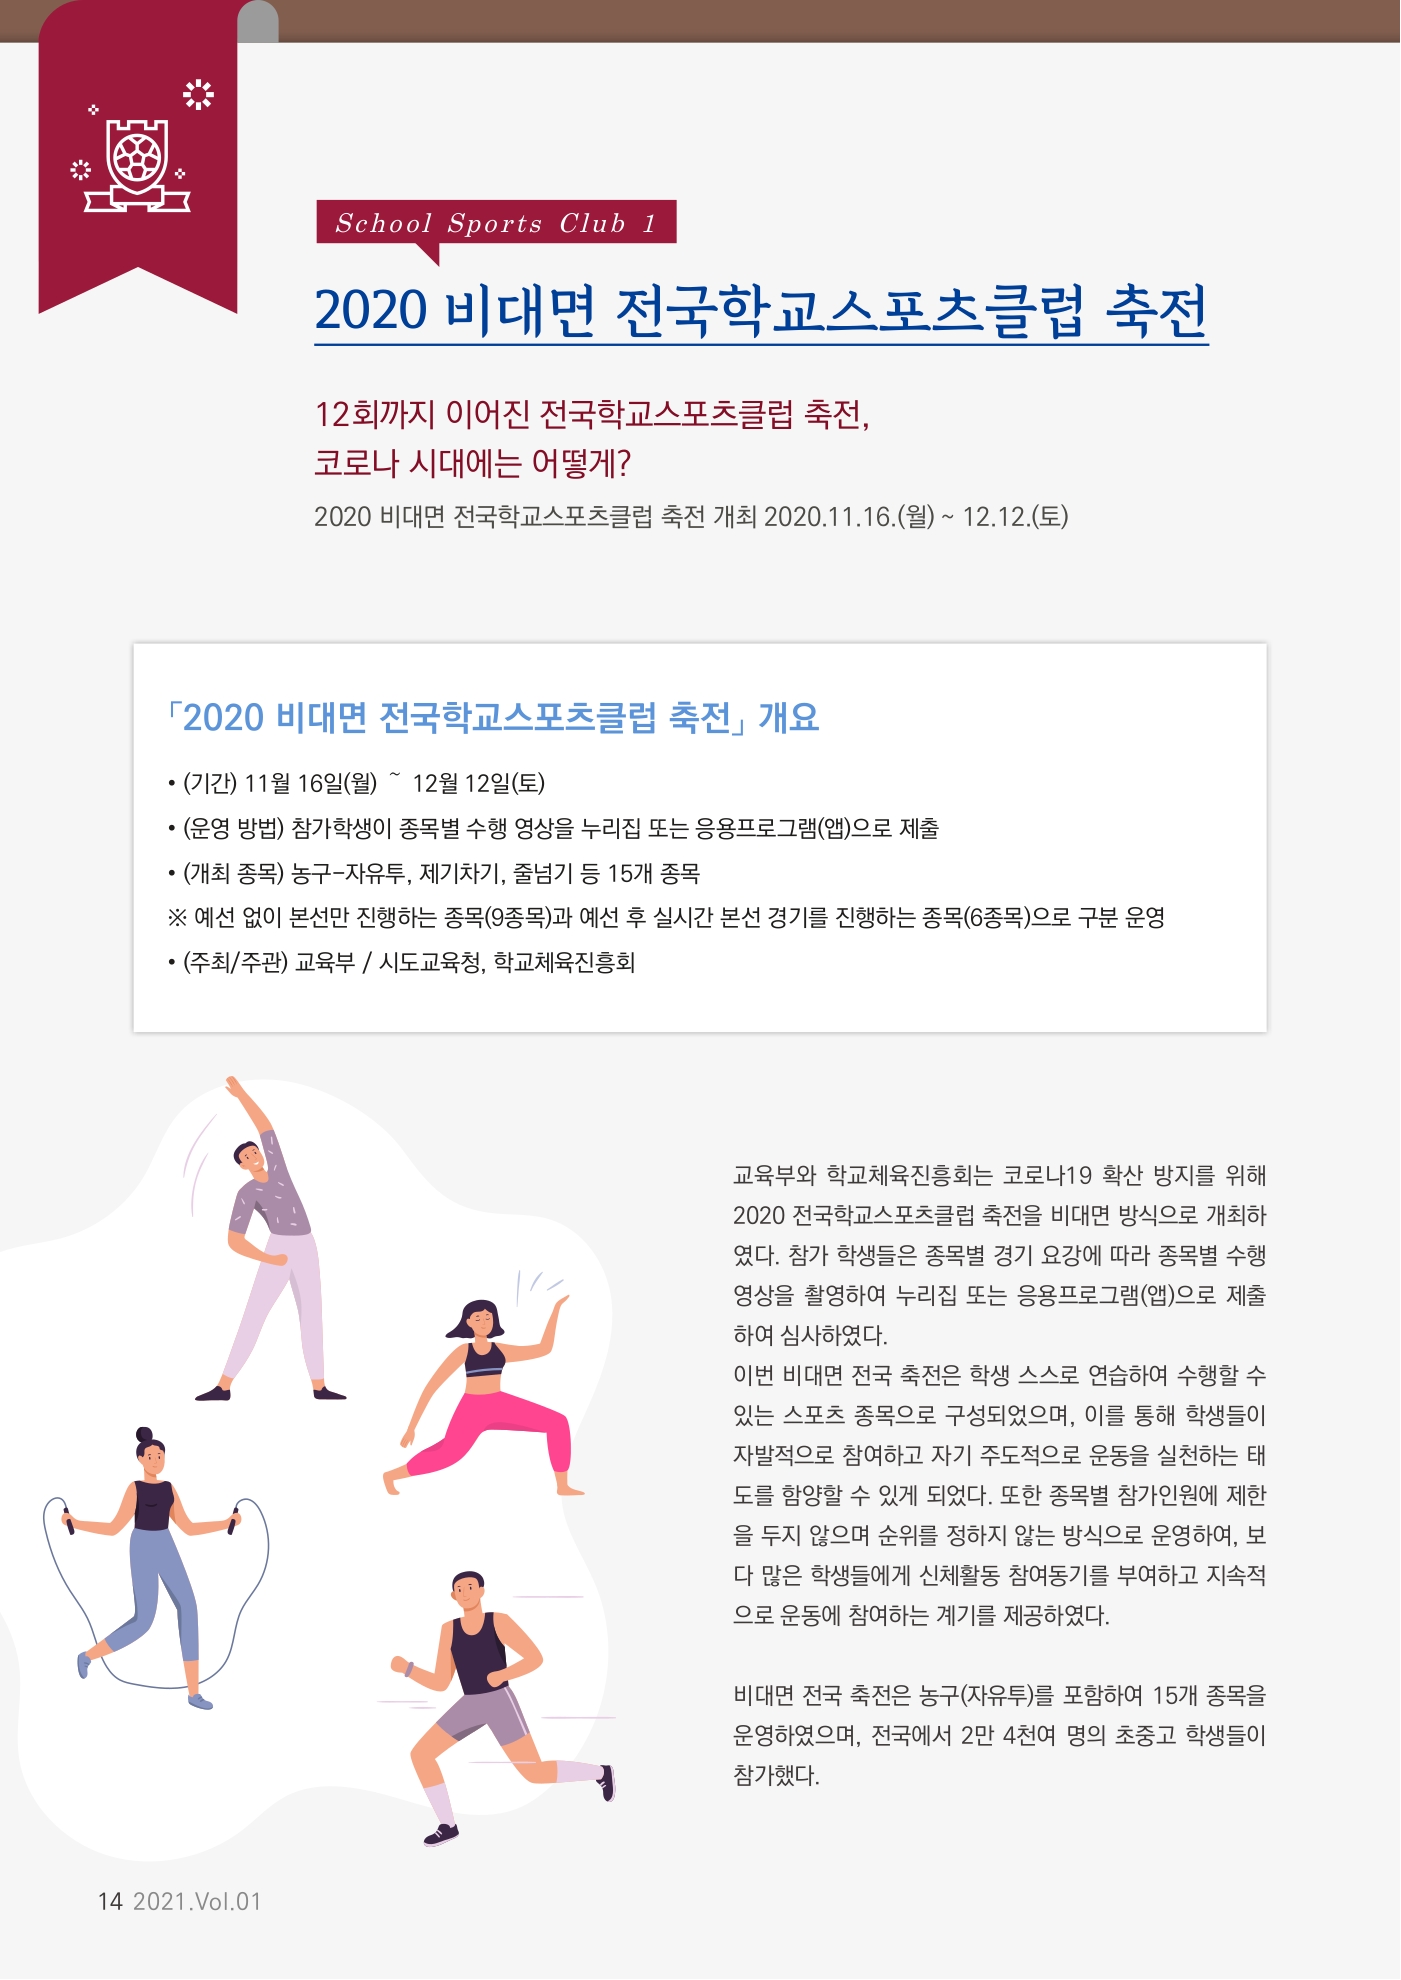 School Sports Club 1
2020 비대면 전국학교스포츠클럽 축전
12회까지 이어진 전국학교스포츠클럽 축전,
코로나 시대에는 어떻게?
2020 비대면 전국학교스포츠클럽 축전 개최 2020.11.16.(월) ~ 12.12.(토)
「2020 비대면 전국학교스포츠클럽 축전」 개요
• (기간) 11월 16일(월) ~ 12월 12일(토)
• (운영 방법) 참가학생이 종목별 수행 영상을 누리집 또는 응용프로그램(앱)으로 제출
• (개최 종목) 농구-자유투, 제기차기, 줄넘기 등 15개 종목
※ 예선 없이 본선만 진행하는 종목(9종목)과 예선 후 실시간 본선 경기를 진행하는 종목(6종목)으로 구분 운영
• (주최/주관) 교육부 / 시도교육청, 학교체육진흥회
교육부와 학교체육진흥회는 코로나19 확산 방지를 위해
2020 전국학교스포츠클럽 축전을 비대면 방식으로 개최하
였다. 참가 학생들은 종목별 경기 요강에 따라 종목별 수행
영상을 촬영하여 누리집 또는 응용프로그램(앱)으로 제출
하여 심사하였다.
이번 비대면 전국 축전은 학생 스스로 연습하여 수행할 수
있는 스포츠 종목으로 구성되었으며, 이를 통해 학생들이
자발적으로 참여하고 자기 주도적으로 운동을 실천하는 태
도를 함양할 수 있게 되었다. 또한 종목별 참가인원에 제한
을 두지 않으며 순위를 정하지 않는 방식으로 운영하여, 보
다 많은 학생들에게 신체활동 참여동기를 부여하고 지속적
으로 운동에 참여하는 계기를 제공하였다.
비대면 전국 축전은 농구(자유투)를 포함하여 15개 종목을
운영하였으며, 전국에서 2만 4천여 명의 초중고 학생들이
참가했다.
14 2021.Vol.01